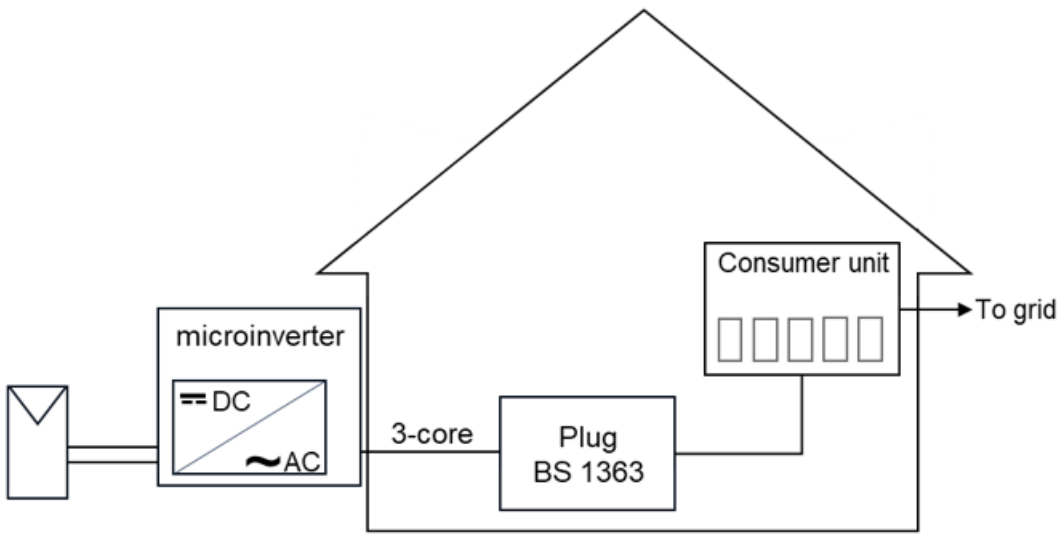 Consumer unit
To grid
microinverter
DC
AC
3-core
Plug
BS 1363